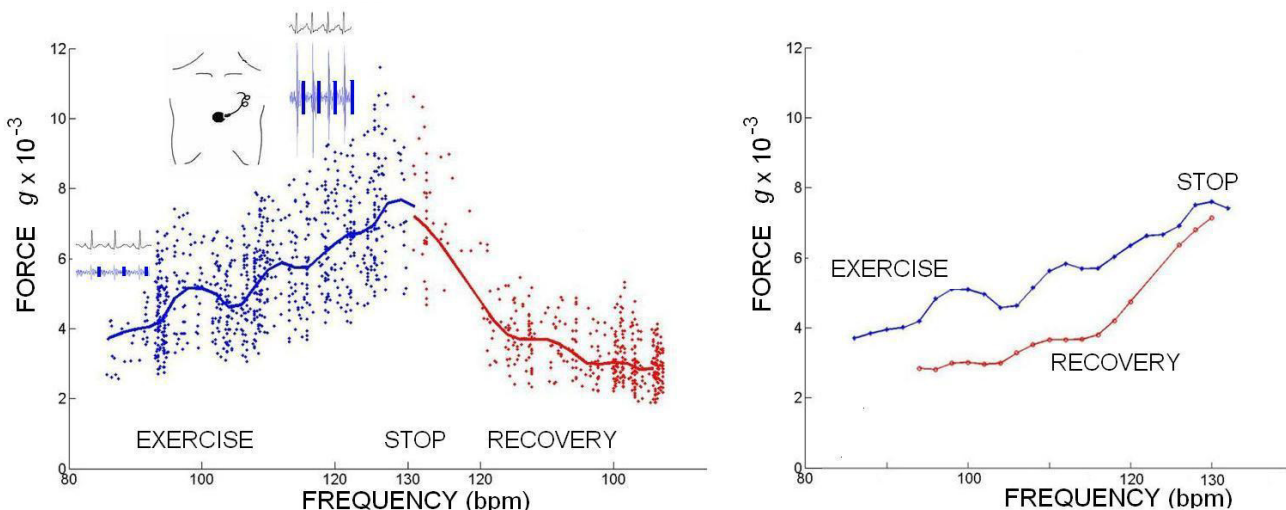 FORCE g x 10⁻³
12
10
8
6
4
2
0
80
100
120
130
120
100
EXERCISE
STOP
RECOVERY
FREQUENCY (bpm)
FORCE g x 10⁻³
12
10
8
6
4
2
0
80
100
120
130
STOP
EXERCISE
RECOVERY
FREQUENCY (bpm)